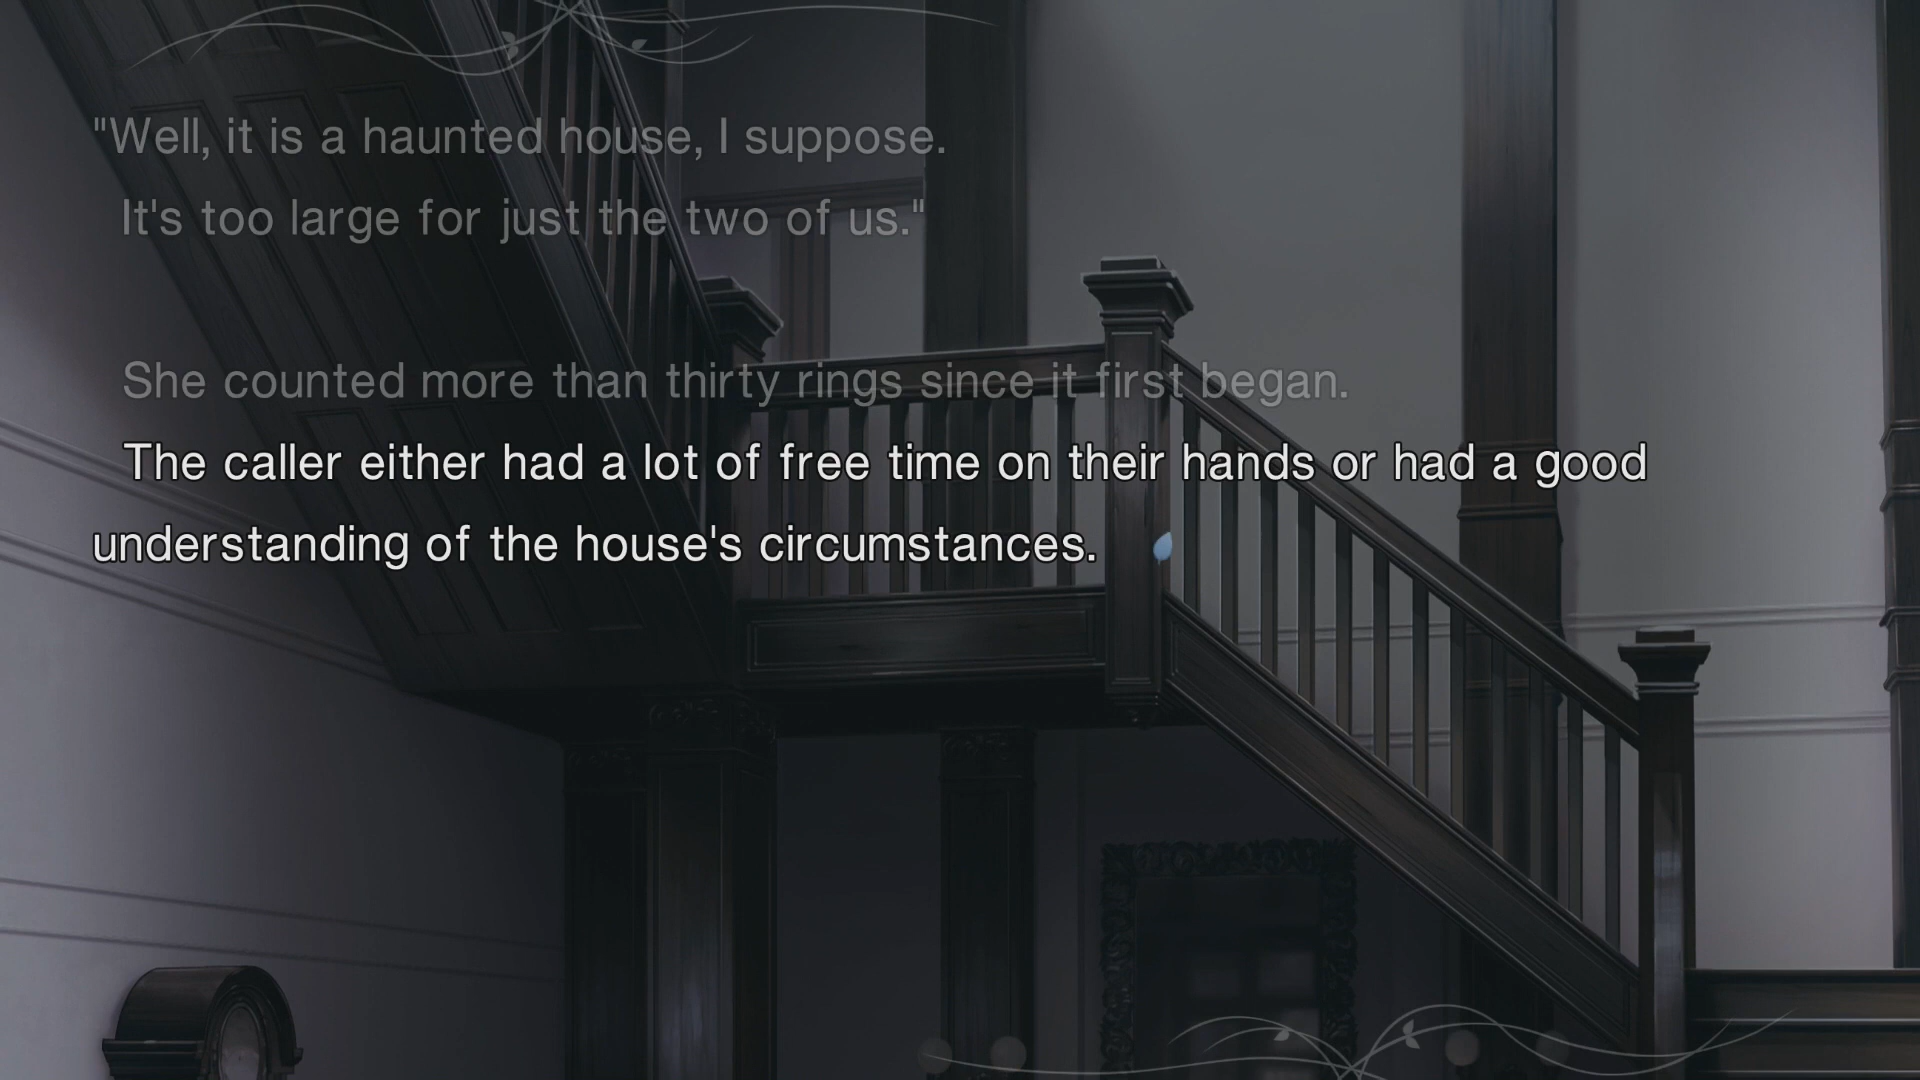 "Well, it is a haunted house, I suppose.
It's too large for just the two of us."
She counted more than thirty rings since it first began.
The caller either had a lot of free time on their hands or had a good
understanding of the house's circumstances.